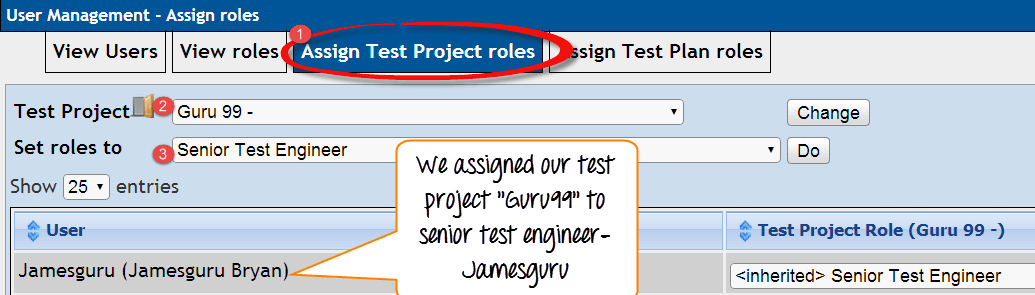 User Management - Assign roles
1
View Users View roles Assign Test Project roles Assign Test Plan roles
Test Project 2 Guru 99 - Change
Set roles to 3 Senior Test Engineer Do
Show 25 entries
User Test Project Role (Guru 99 -)
Jamesguru (Jamesguru Bryan) <inherited> Senior Test Engineer
We assigned our test
project "Guru99" to
senior test engineer-
Jamesguru